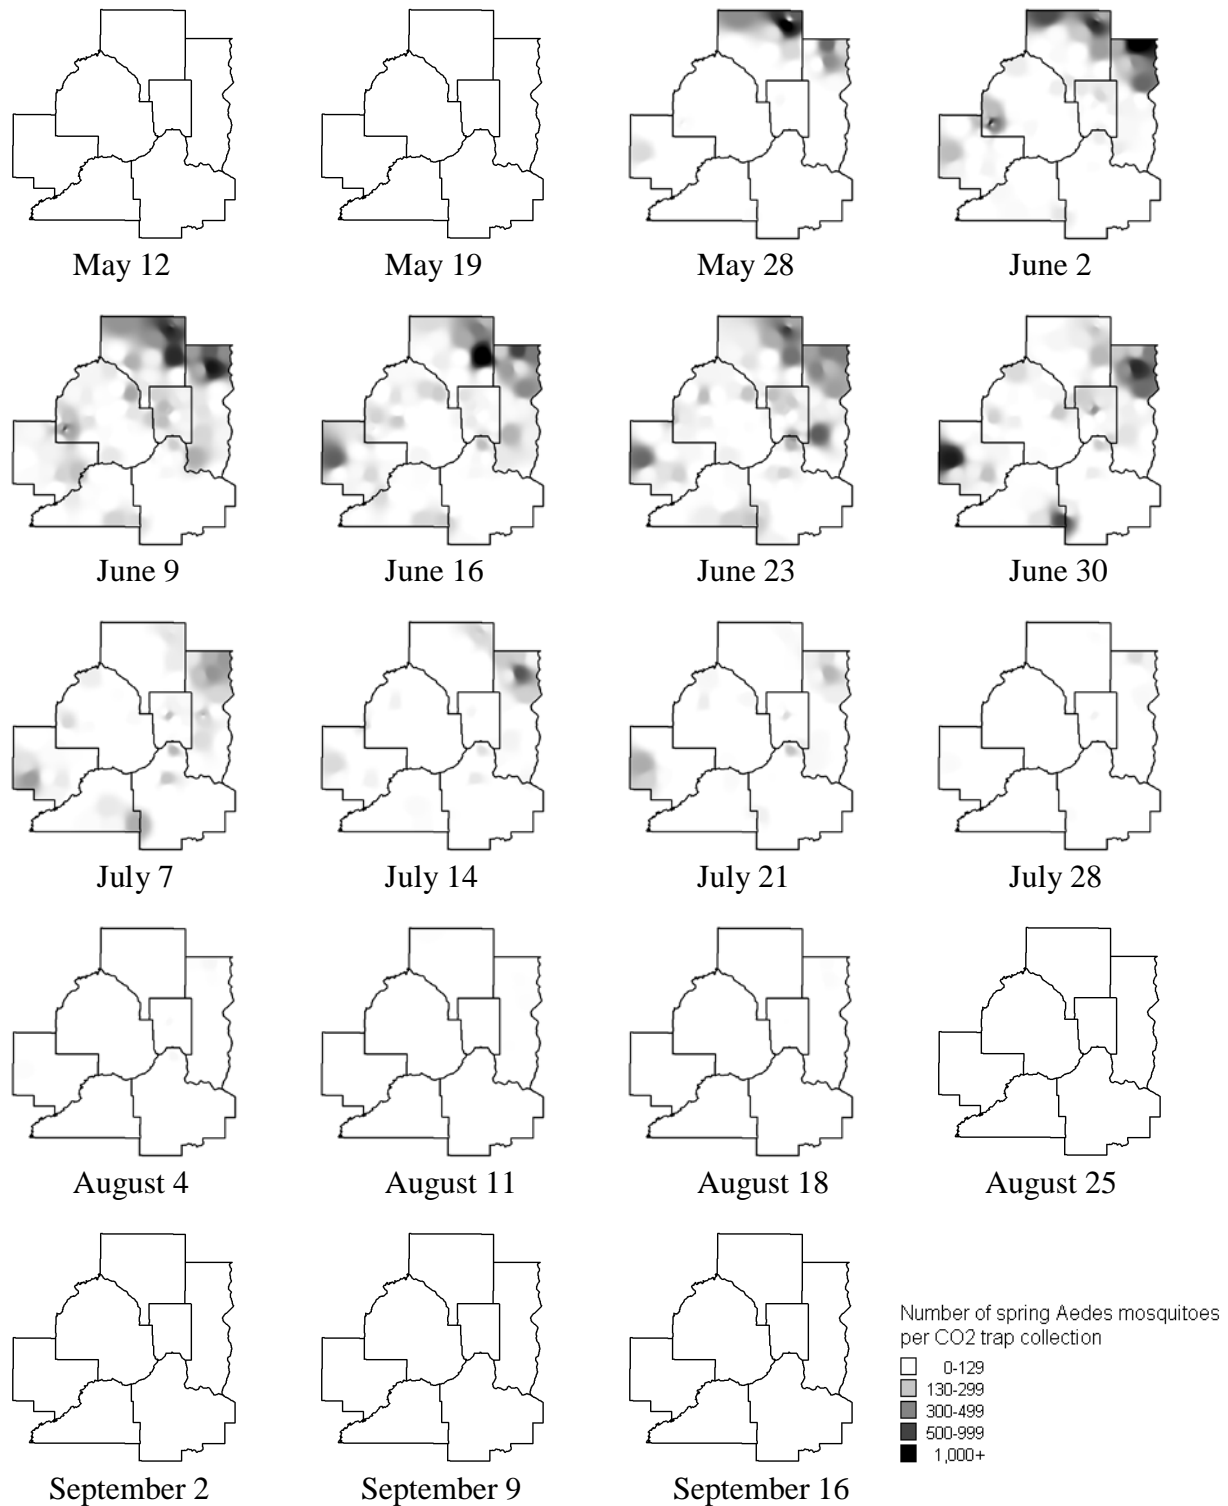 May 12
May 19
May 28
June 2
June 9
June 16
June 23
June 30
July 7
July 14
July 21
July 28
August 4
August 11
August 18
August 25
September 2
September 9
September 16
Number of spring Aedes mosquitoes
per CO2 trap collection
0-129
130-299
300-499
500-999
1,000+